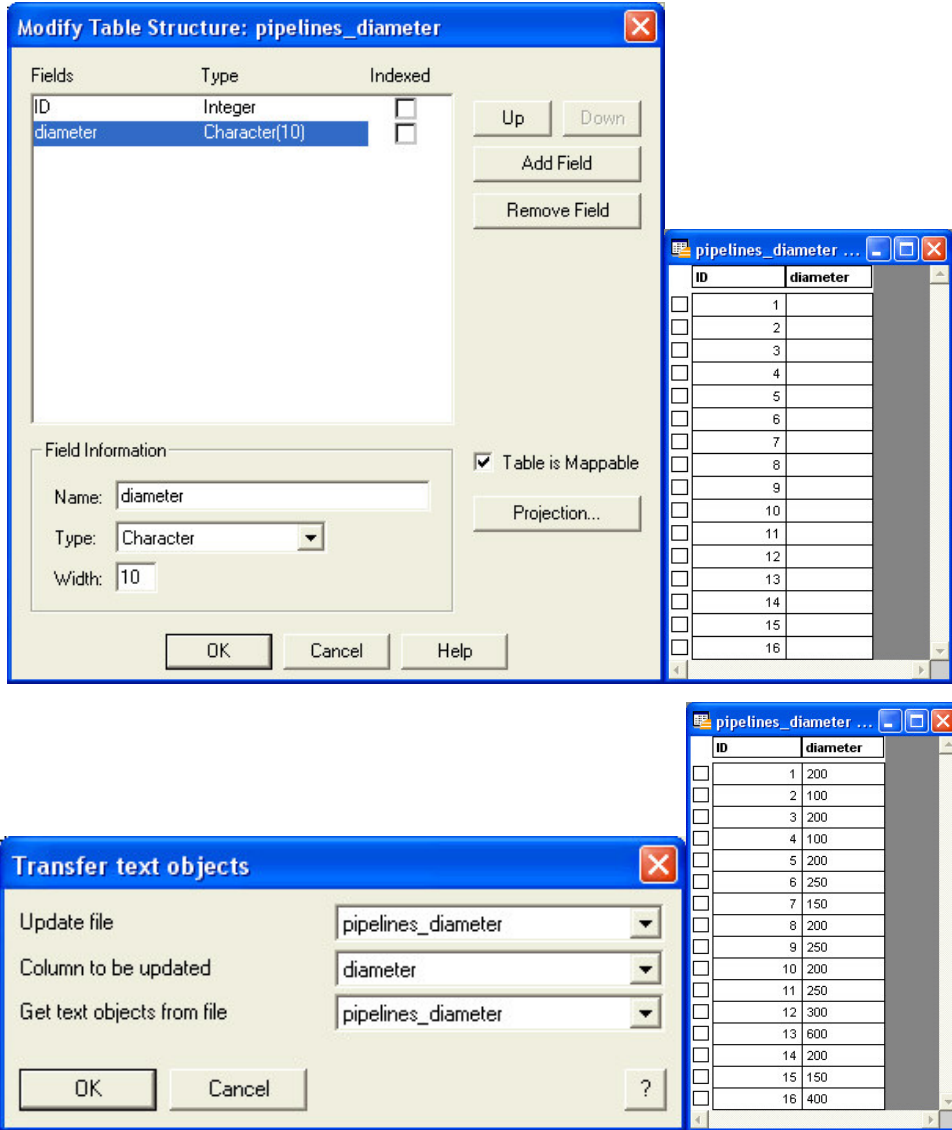 Modify Table Structure: pipelines_diameter
Fields Type Indexed
ID Integer
diameter Character(10)
Up Down
Add Field
Remove Field
Field Information
Name: diameter
Type: Character
Width: 10
Table is Mappable
Projection...
OK Cancel Help
pipelines_diameter ...
ID diameter
1
2
3
4
5
6
7
8
9
10
11
12
13
14
15
16
Transfer text objects
Update file pipelines_diameter
Column to be updated diameter
Get text objects from file pipelines_diameter
OK Cancel ?
pipelines_diameter ...
ID diameter
1 200
2 100
3 200
4 100
5 200
6 250
7 150
8 200
9 250
10 200
11 250
12 300
13 600
14 200
15 150
16 400